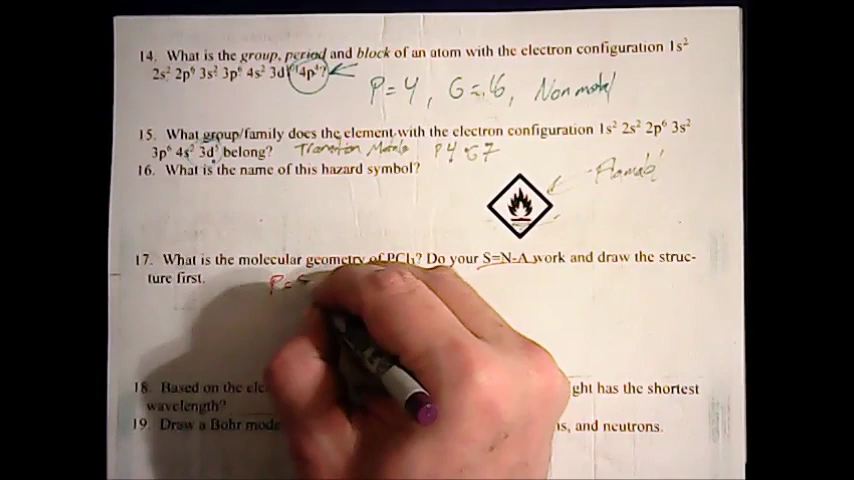 14. What is the group, period and block of an atom with the electron configuration 1s²
2s² 2p⁶ 3s² 3p⁶ 4s² 3d¹⁰ 4p⁴?
P = 4, G = 16, Nonmetal
15. What group/family does the element with the electron configuration 1s² 2s² 2p⁶ 3s²
3p⁶ 4s² 3d⁵ belong? Transition Metals P 4 G 7
16. What is the name of this hazard symbol?
17. What is the molecular geometry of PCl₃? Do your S=N-A work and draw the struc-
ture first.
P = 5
18. Based on the ele ght has the shortest
wavelength?
19. Draw a Bohr mode ns, and neutrons.